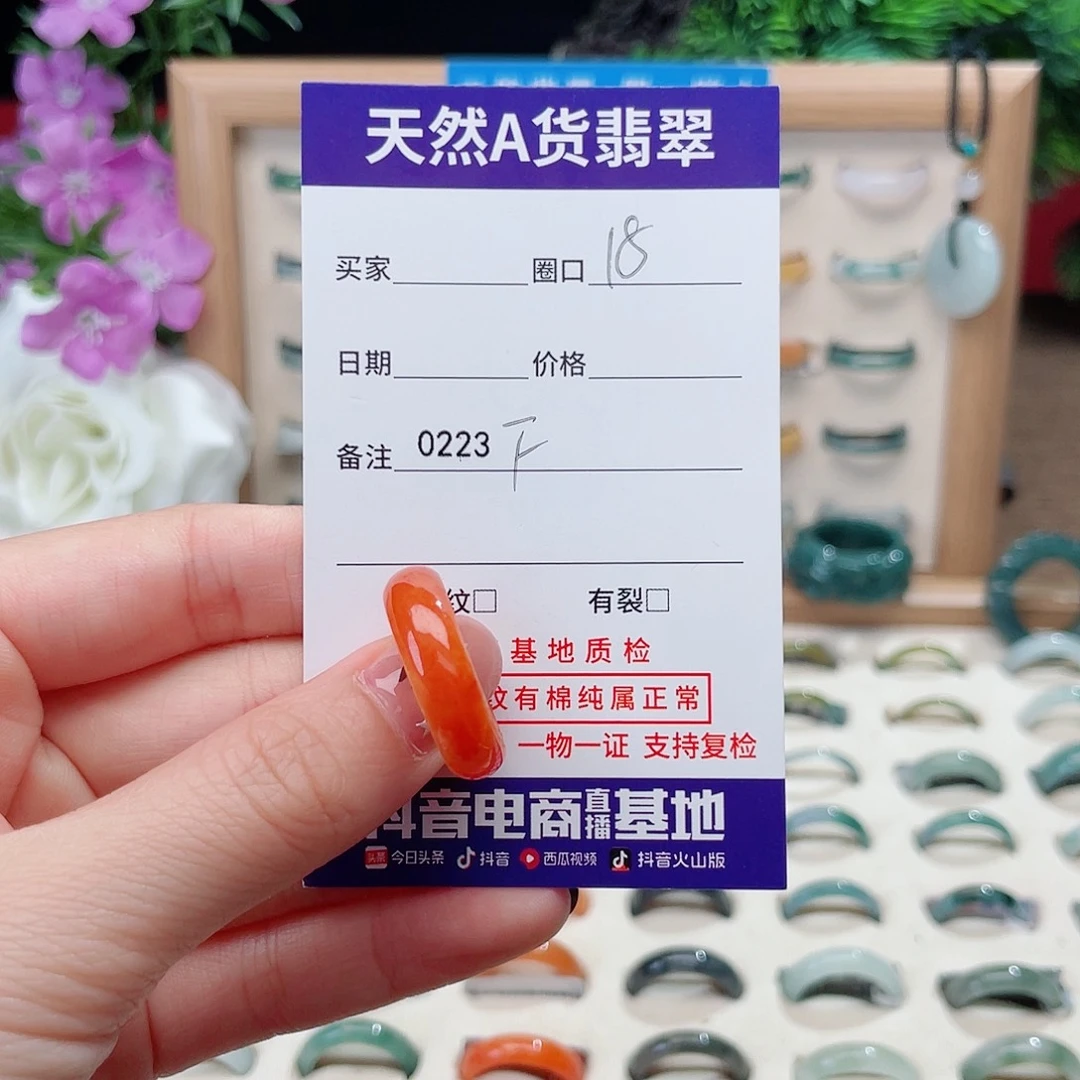 天然A货翡翠
买家 圈口 18
日期 价格
备注 0223 F
纹□ 有裂□
基地质检
纹有棉纯属正常
一物一证 支持复检
抖音电商直播基地
头条 今日头条 抖音 西瓜视频 抖音火山版